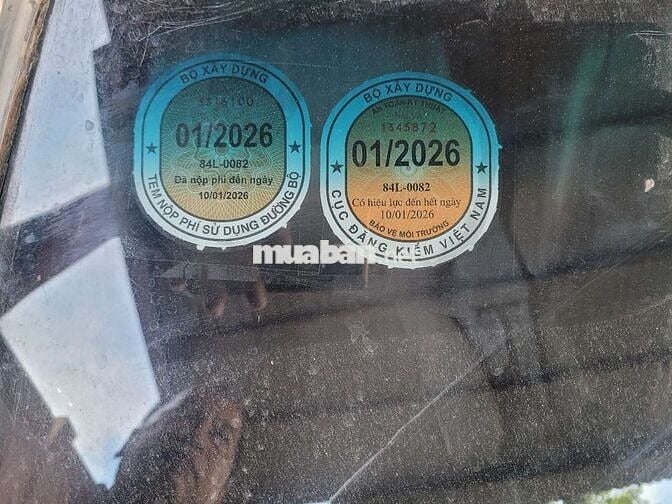 BỘ XÂY DỰNG
3316100
01/2026
84L-0082
Đã nộp phí đến ngày
10/01/2026
TEM NỘP PHÍ SỬ DỤNG ĐƯỜNG BỘ
BỘ XÂY DỰNG
AN TOÀN KỸ THUẬT
1345872
01/2026
84L-0082
Có hiệu lực đến hết ngày
10/01/2026
BẢO VỆ MÔI TRƯỜNG
CỤC ĐĂNG KIỂM VIỆT NAM
muaban.net